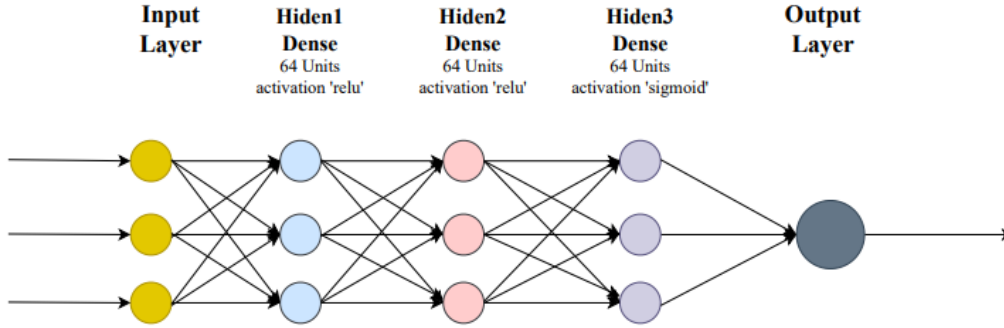 Input
Layer
Hiden1
Dense
64 Units
activation 'relu'
Hiden2
Dense
64 Units
activation 'relu'
Hiden3
Dense
64 Units
activation 'sigmoid'
Output
Layer